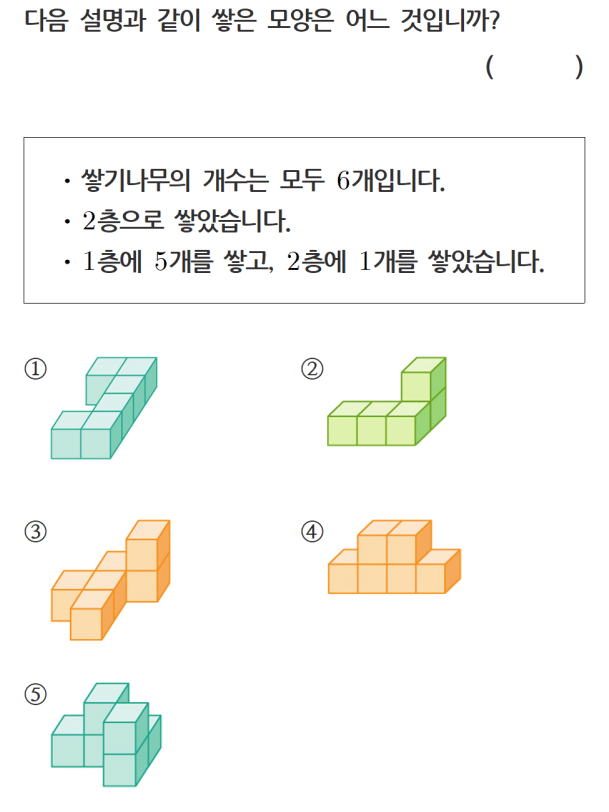 다음 설명과 같이 쌓은 모양은 어느 것입니까?
( )
· 쌓기나무의 개수는 모두 6개입니다.
· 2층으로 쌓았습니다.
· 1층에 5개를 쌓고, 2층에 1개를 쌓았습니다.
① ②
③ ④
⑤